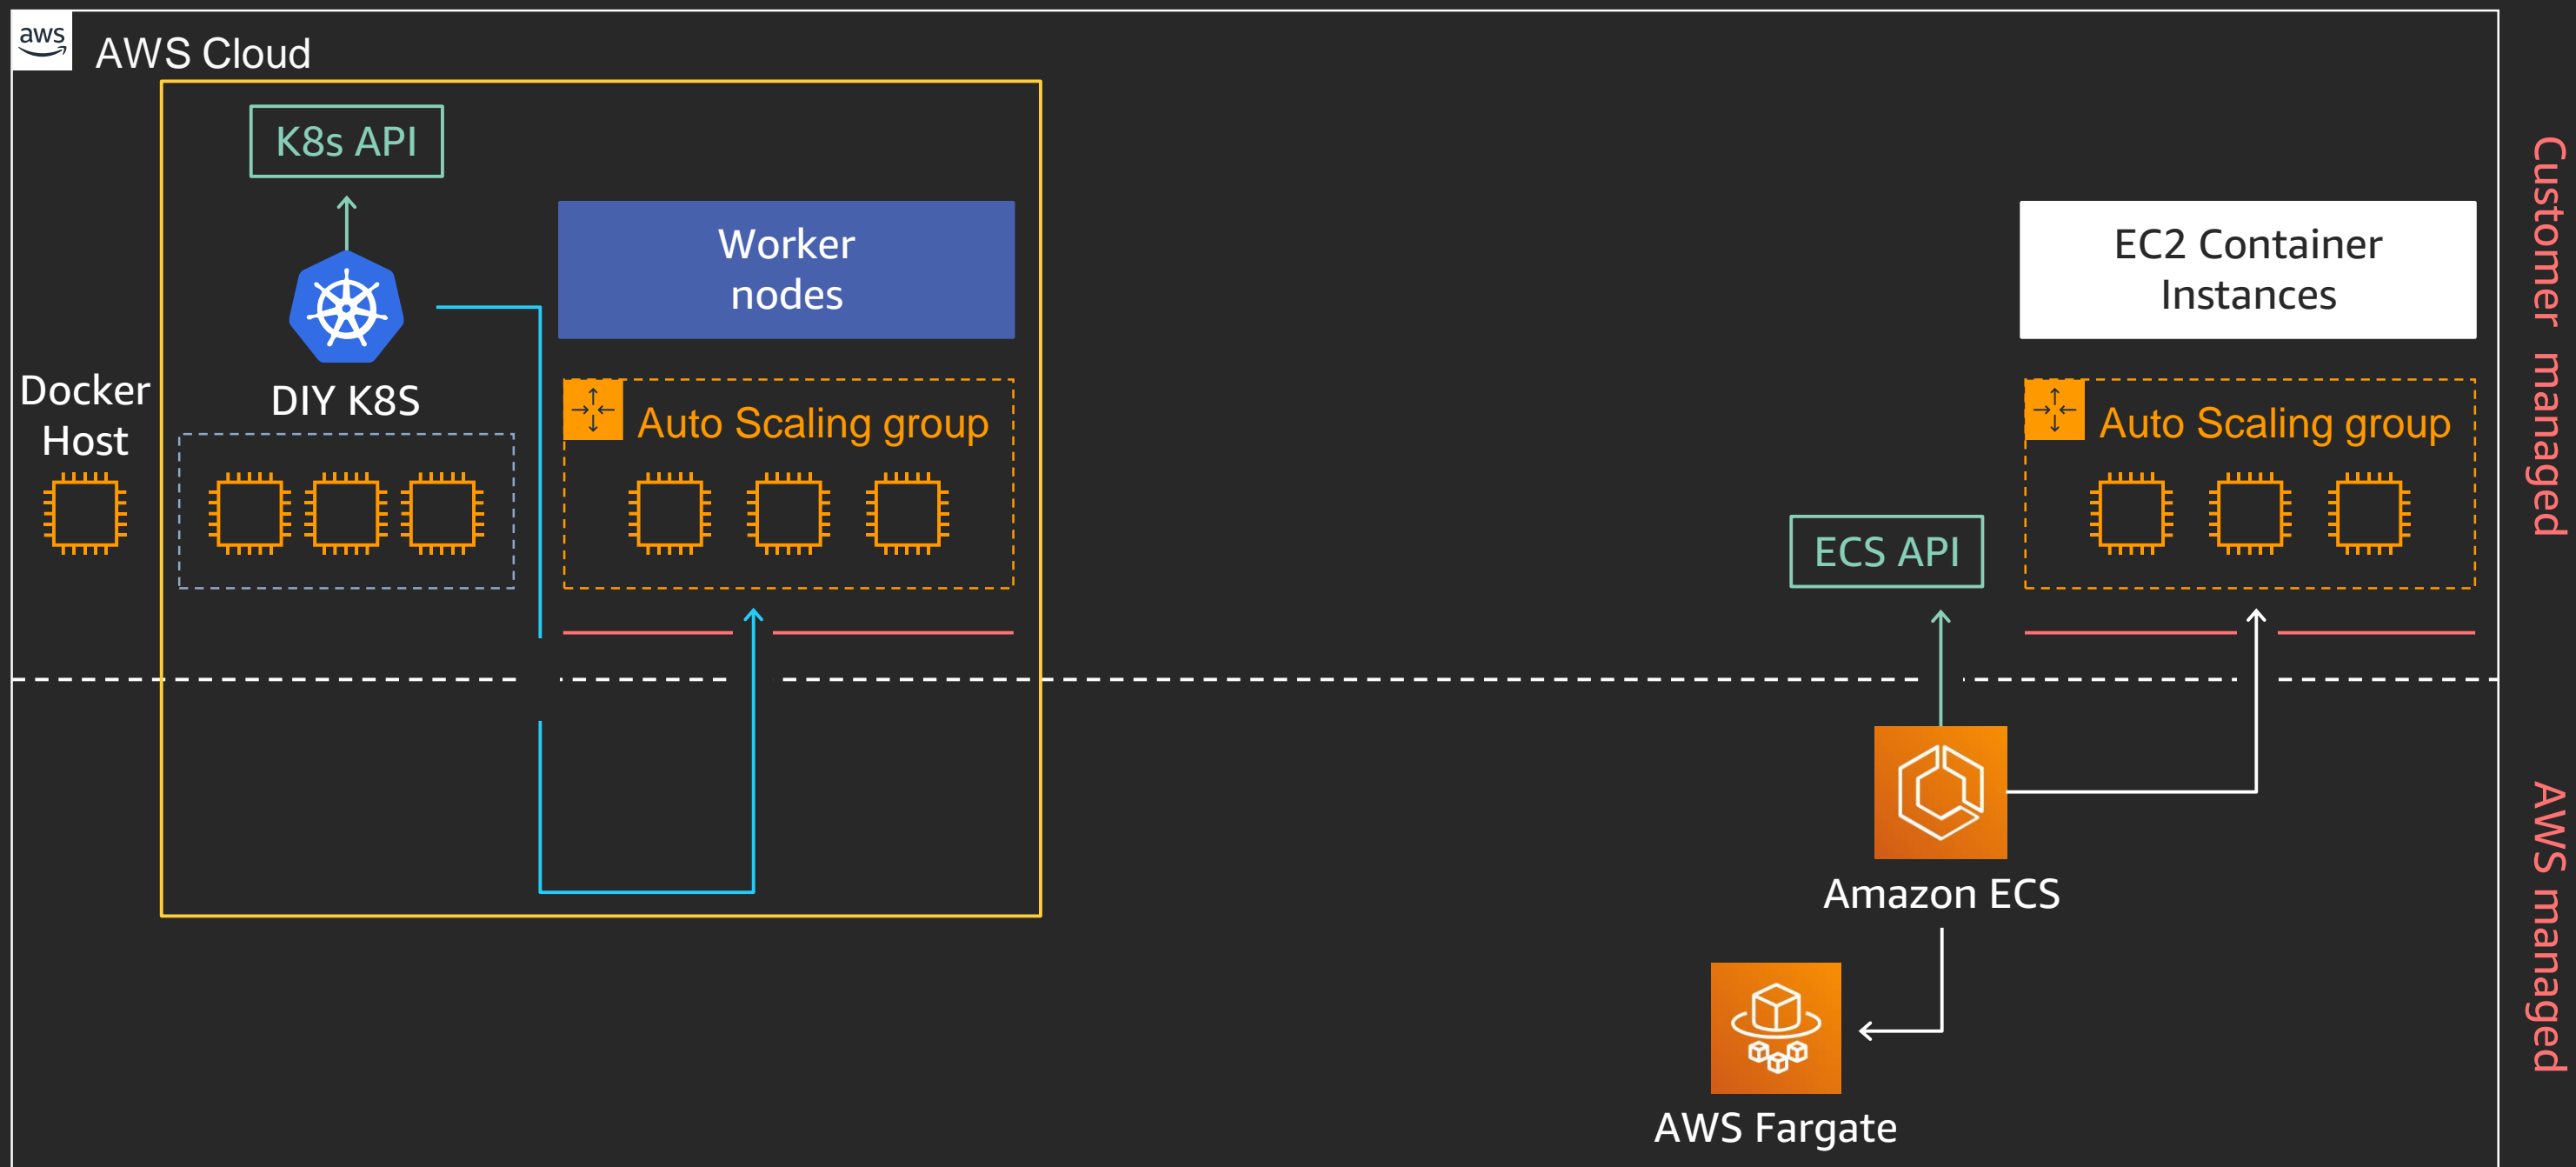 aws
AWS Cloud
K8s API
Worker
nodes
EC2 Container
Instances
Customer managed
Docker
Host
DIY K8S
Auto Scaling group
Auto Scaling group
ECS API
Amazon ECS
AWS managed
AWS Fargate